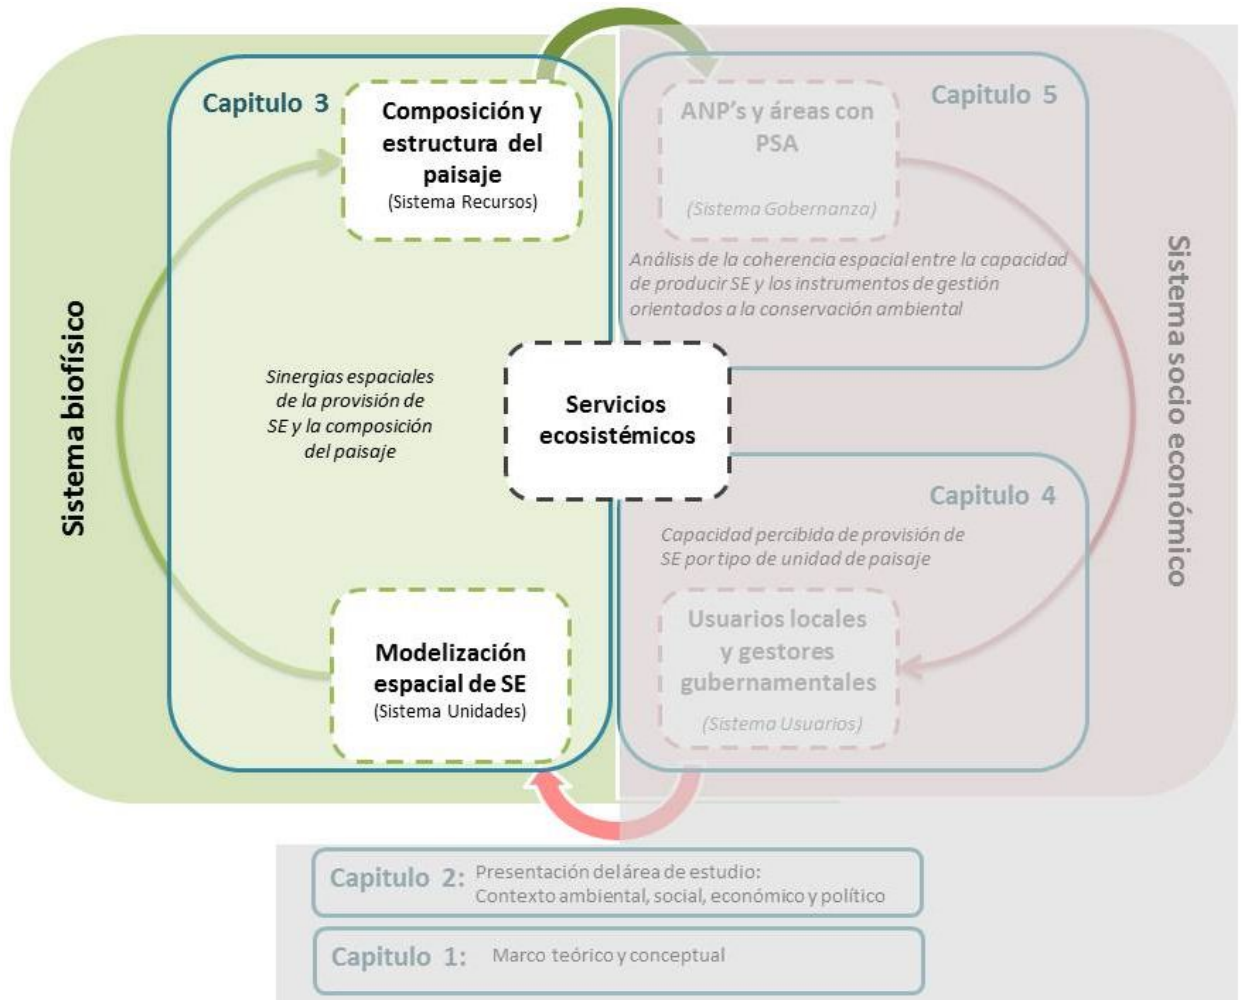 Capitulo 3
Composición y
estructura del
paisaje
(Sistema Recursos)
Capitulo 5
ANP's y áreas con
PSA
(Sistema Gobernanza)
Análisis de la coherencia espacial entre la capacidad
de producir SE y los instrumentos de gestión
orientados a la conservación ambiental
Sistema biofísico
Sistema socio económico
Sinergias espaciales
de la provisión de
SE y la composición
del paisaje
Servicios
ecosistémicos
Capitulo 4
Capacidad percibida de provisión de
SE por tipo de unidad de paisaje
Modelización
espacial de SE
(Sistema Unidades)
Usuarios locales
y gestores
gubernamentales
(Sistema Usuarios)
Capitulo 2: Presentación del área de estudio:
Contexto ambiental, social, económico y político
Capitulo 1: Marco teórico y conceptual